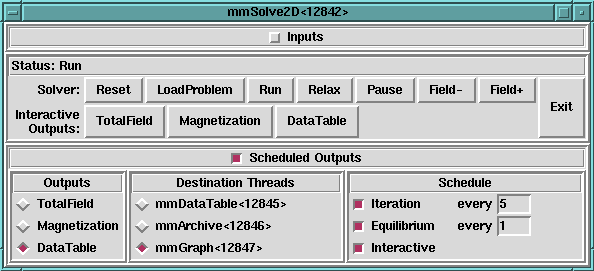 mmSolve2D<12842>
Inputs
Status: Run
Solver: Reset LoadProblem Run Relax Pause Field- Field+
Exit
Interactive
Outputs: TotalField Magnetization DataTable
Scheduled Outputs
Outputs Destination Threads Schedule
TotalField mmDataTable<12845> Iteration every 5
Magnetization mmArchive<12846> Equilibrium every 1
DataTable mmGraph<12847> Interactive